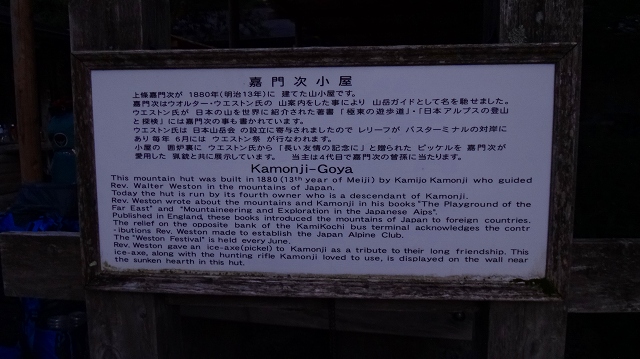 嘉門次小屋
上條嘉門次が 1880年(明治13年)に 建てた山小屋です。
嘉門次はウオルター・ウエストン氏の 山案内をした事により 山岳ガイドとして名を馳せました。
ウエストン氏が 日本の山を世界に紹介された著書 「極東の遊歩道」・「日本アルプスの登山
と探検」には嘉門次の事も書かれています。
ウエストン氏は 日本山岳会 の設立に寄与されましたので レリーフが バスターミナルの対岸に
あり毎年 6月には ウエストン祭 が行なわれます。
小屋の 囲炉裏に ウエストン氏から「長い友情の記念に」と贈られた ピッケルを 嘉門次が
愛用した 猟銃と共に展示しています。 当主は4代目で嘉門次の曾孫に当たります。
Kamonji-Goya
This mountain hut was built in 1880 (13th year of Meiji) by Kamijo Kamonji who guided
Rev. Walter Weston in the mountains of Japan.
Today the hut is run by its fourth owner who is a descendant of Kamonji.
Rev. Weston wrote about the mountains and Kamonji in his books "The Playground of the
Far East" and "Mountaineering and Exploration in the Japanese Alps".
Published in England, these books introduced the mountains of Japan to foreign countries.
The relief on the opposite bank of the KamiKochi bus terminal acknowledges the contr
-ibutions Rev. Weston made to establish the Japan Alpine Club.
The "Weston Festival" is held every June.
Rev. Weston gave an ice-axe(pickel) to Kamonji as a tribute to their long friendship. This
ice-axe, along with the hunting rifle Kamonji loved to use, is displayed on the wall near
the sunken hearth in this hut.